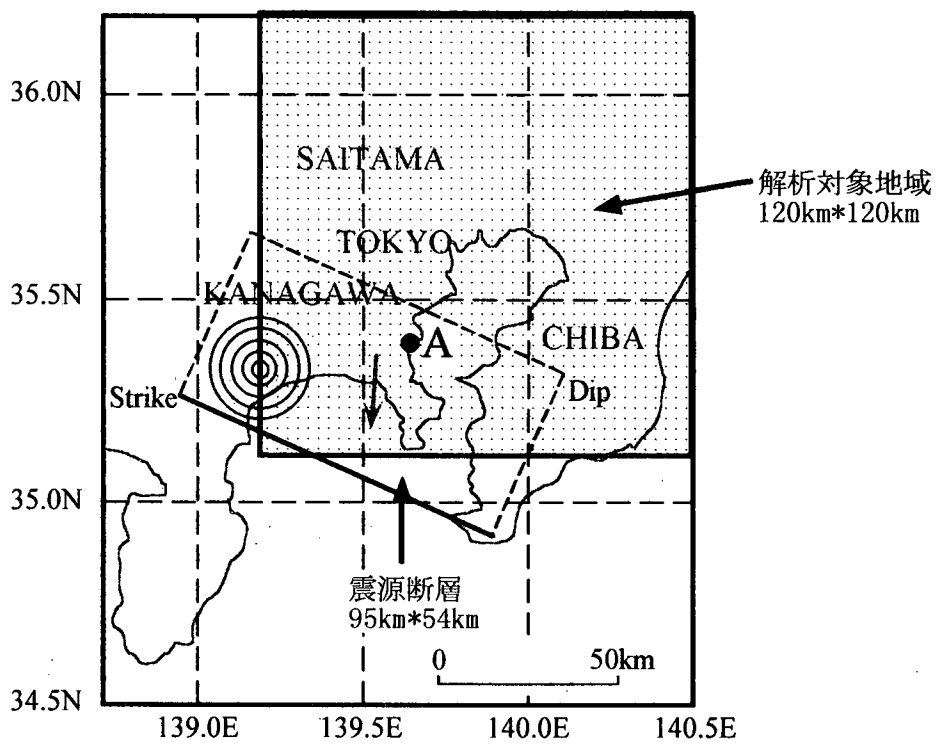 36.0N
SAITAMA
解析対象地域
120km*120km
TOKYO
35.5N
KANAGAWA
A
CHIBA
Strike
Dip
35.0N
震源断層
95km*54km
0 50km
34.5N
139.0E 139.5E 140.0E 140.5E